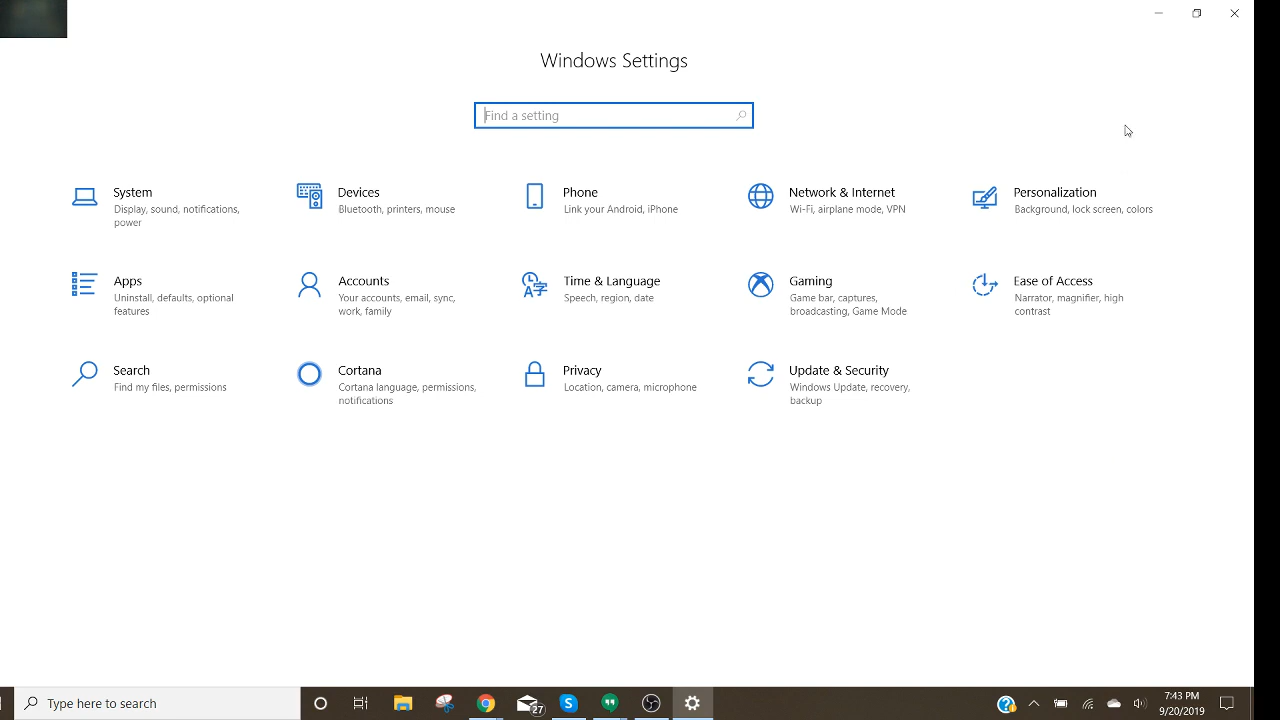 Windows Settings
Find a setting
System
Display, sound, notifications,
power
Devices
Bluetooth, printers, mouse
Phone
Link your Android, iPhone
Network & Internet
Wi-Fi, airplane mode, VPN
Personalization
Background, lock screen, colors
Apps
Uninstall, defaults, optional
features
Accounts
Your accounts, email, sync,
work, family
Time & Language
Speech, region, date
Gaming
Game bar, captures,
broadcasting, Game Mode
Ease of Access
Narrator, magnifier, high
contrast
Search
Find my files, permissions
Cortana
Cortana language, permissions,
notifications
Privacy
Location, camera, microphone
Update & Security
Windows Update, recovery,
backup
Type here to search
27
7:43 PM
9/20/2019